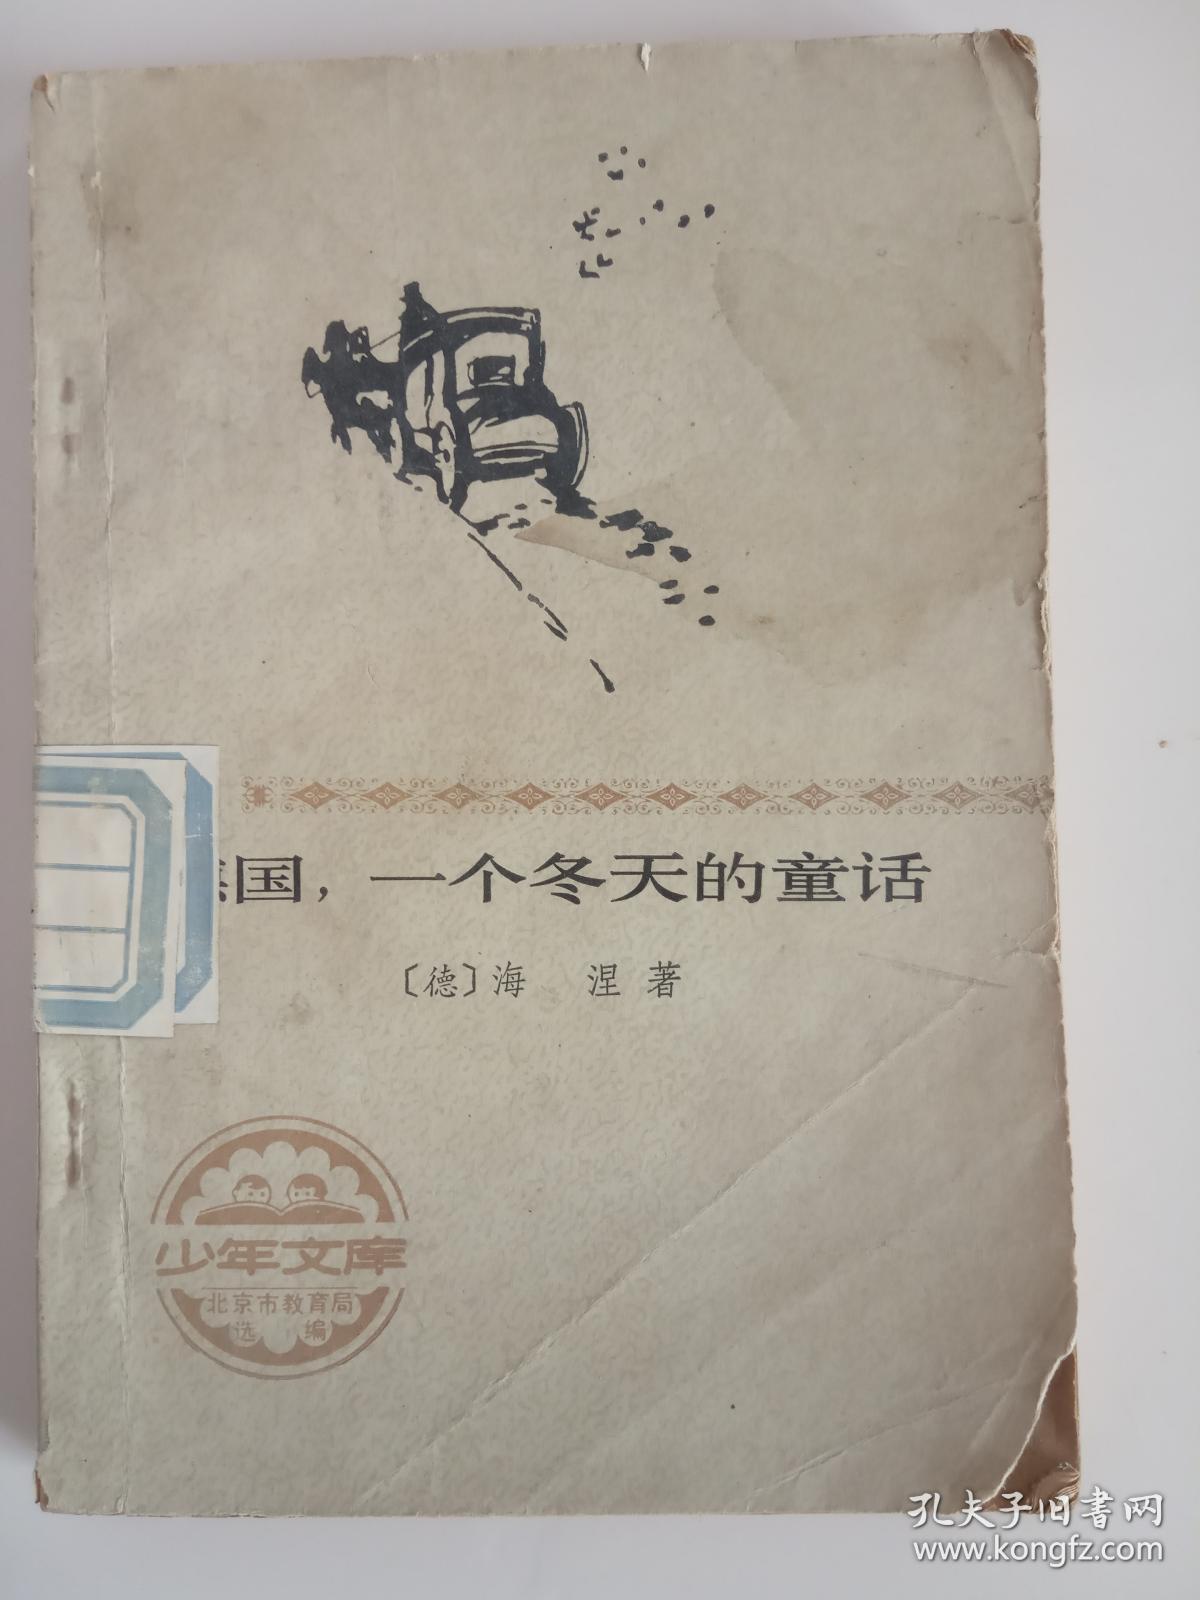 国，一个冬天的童话
〔德〕海 涅 著
少年文库
北京市教育局
选 编
孔夫子旧书网
www.kongfz.com